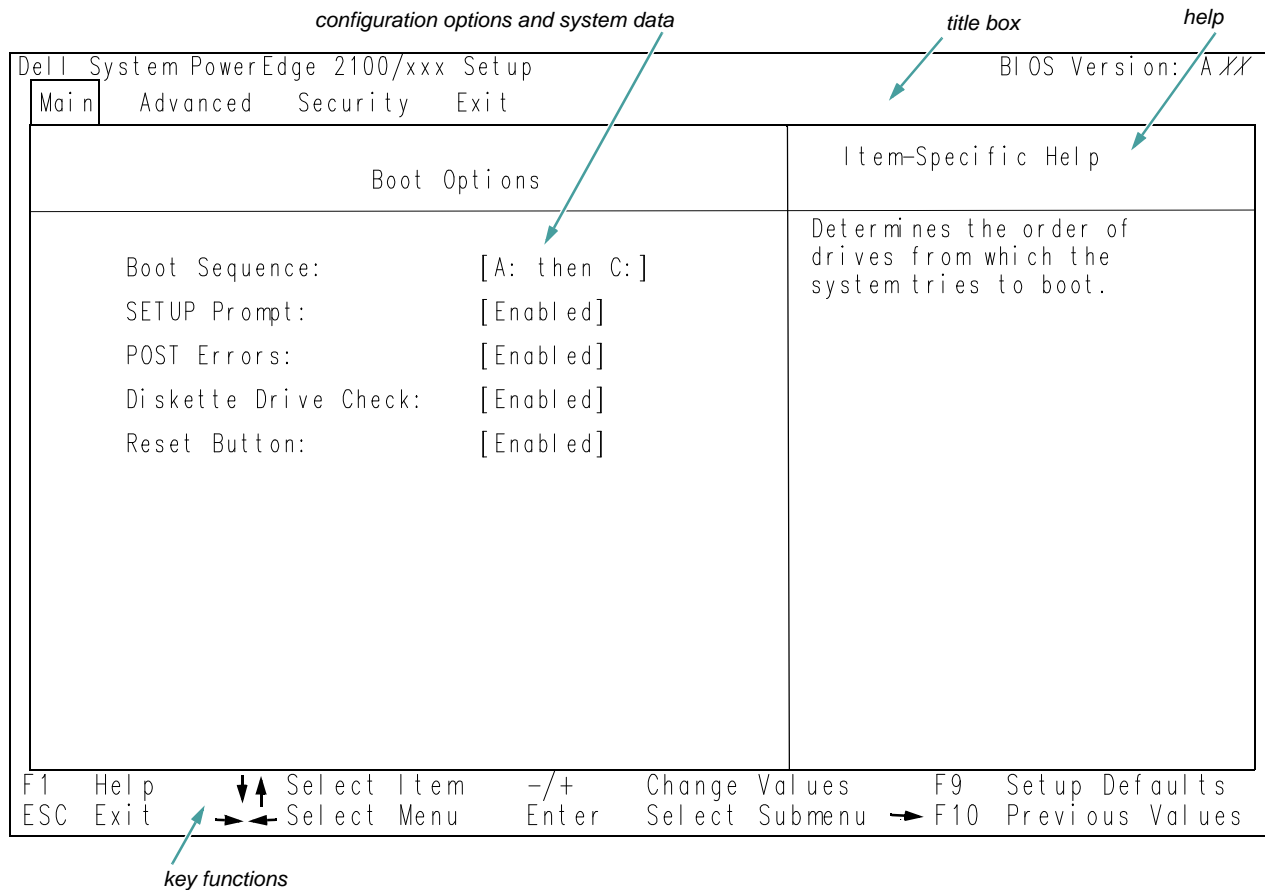 configuration options and system data
title box
help
Dell System PowerEdge 2100/xxx Setup BIOS Version: AXX
Main Advanced Security Exit
Boot Options
Item-Specific Help
Boot Sequence: [A: then C:]
SETUP Prompt: [Enabled]
POST Errors: [Enabled]
Diskette Drive Check: [Enabled]
Reset Button: [Enabled]
Determines the order of
drives from which the
system tries to boot.
F1 Help Select Item -/+ Change Values F9 Setup Defaults
ESC Exit Select Menu Enter Select Submenu F10 Previous Values
key functions